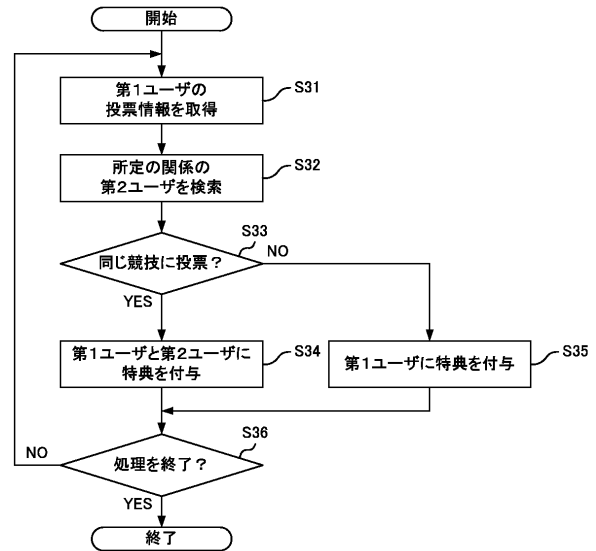 開始
第1ユーザの
投票情報を取得
S31
所定の関係の
第2ユーザを検索
S32
S33
同じ競技に投票？
NO
YES
第1ユーザと第2ユーザに
特典を付与
S34
第1ユーザに特典を付与
S35
S36
処理を終了？
NO
YES
終了